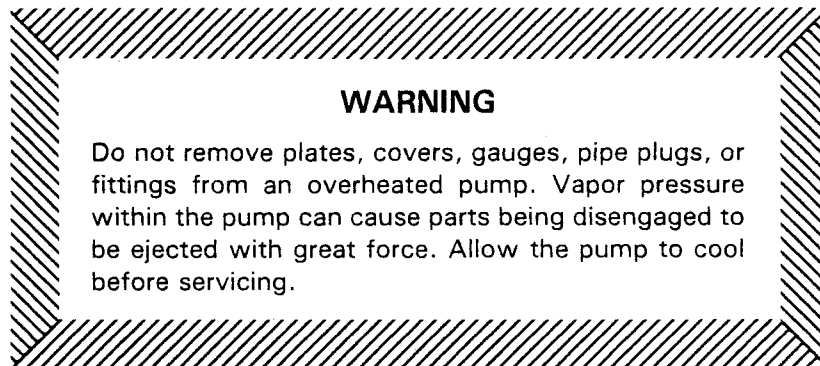 WARNING
Do not remove plates, covers, gauges, pipe plugs, or
fittings from an overheated pump. Vapor pressure
within the pump can cause parts being disengaged to
be ejected with great force. Allow the pump to cool
before servicing.